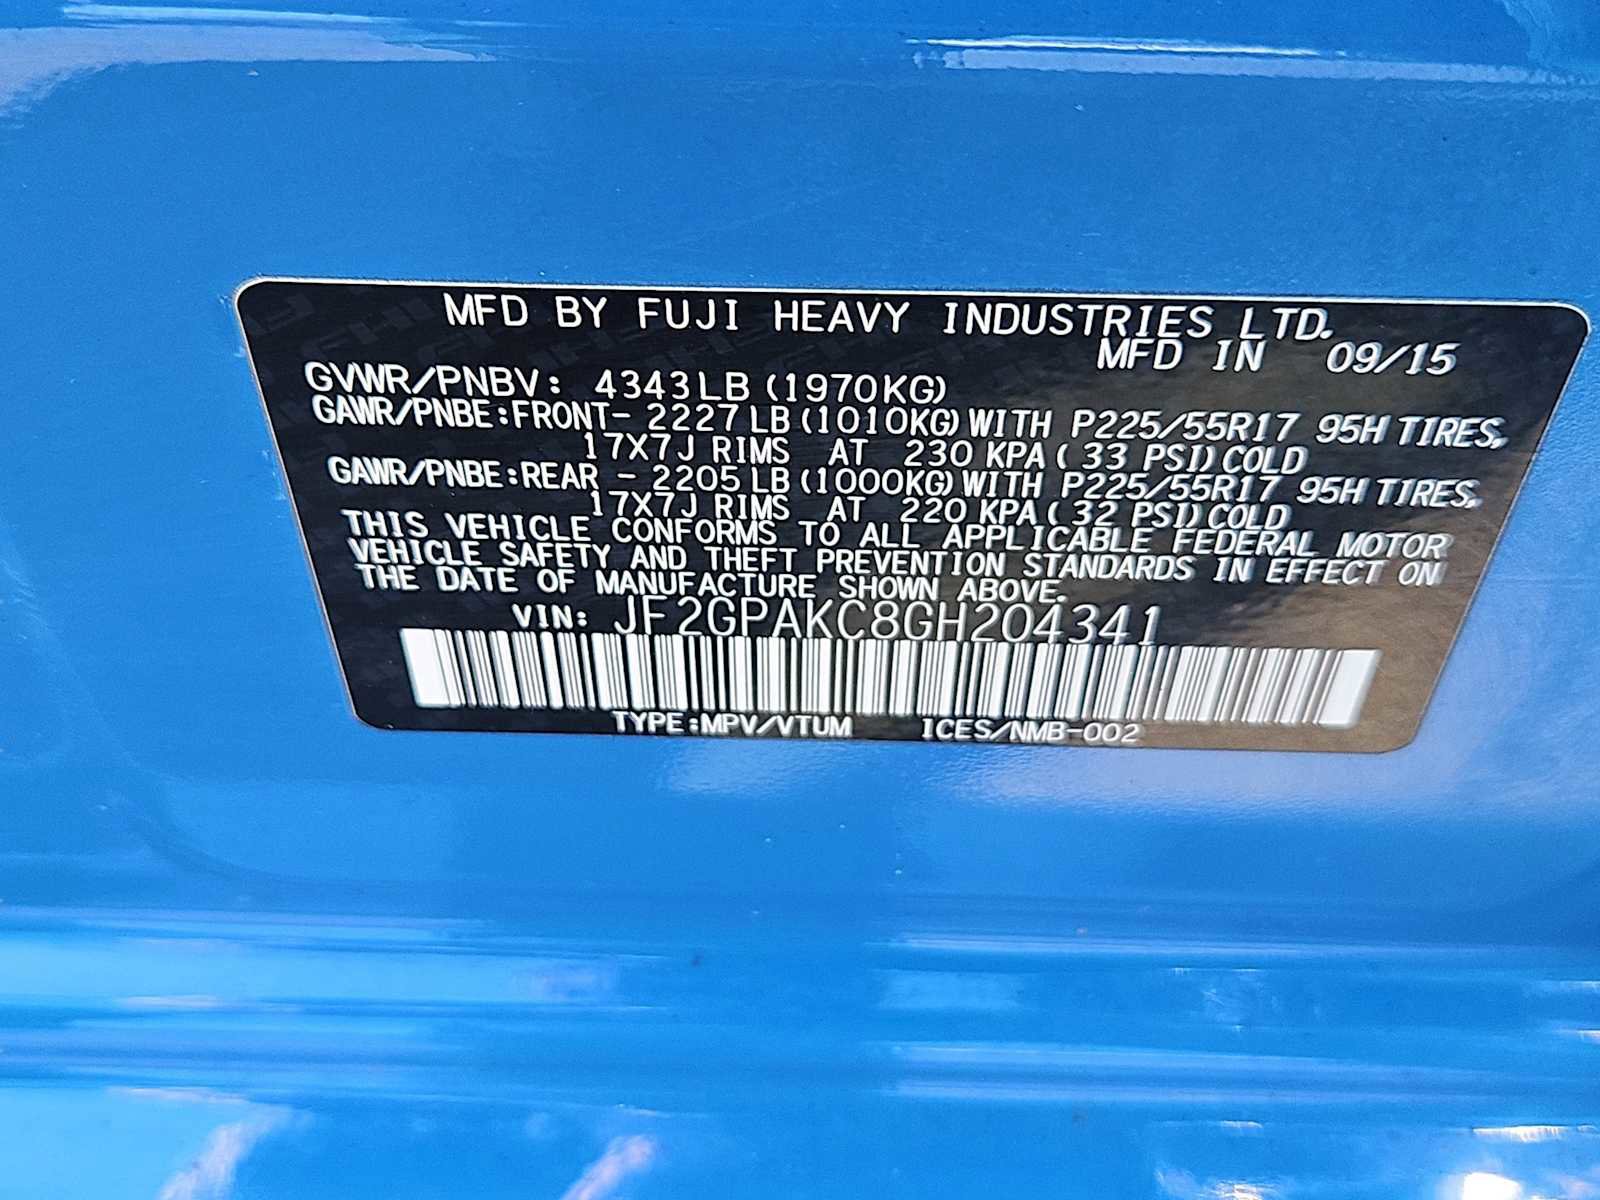 MFD BY FUJI HEAVY INDUSTRIES LTD.
MFD IN 09/15
GVWR/PNBV: 4343LB (1970KG)
GAWR/PNBE:FRONT- 2227 LB (1010KG) WITH P225/55R17 95H TIRES,
17X7J RIMS AT 230 KPA ( 33 PSI) COLD
GAWR/PNBE:REAR - 2205 LB (1000KG) WITH P225/55R17 95H TIRES,
17X7J RIMS AT 220 KPA ( 32 PSI) COLD
THIS VEHICLE CONFORMS TO ALL APPLICABLE FEDERAL MOTOR
VEHICLE SAFETY AND THEFT PREVENTION STANDARDS IN EFFECT ON
THE DATE OF MANUFACTURE SHOWN ABOVE.
VIN: JF2GPAKC8GH204341
TYPE:MPV/VTUM ICES/NMB-002